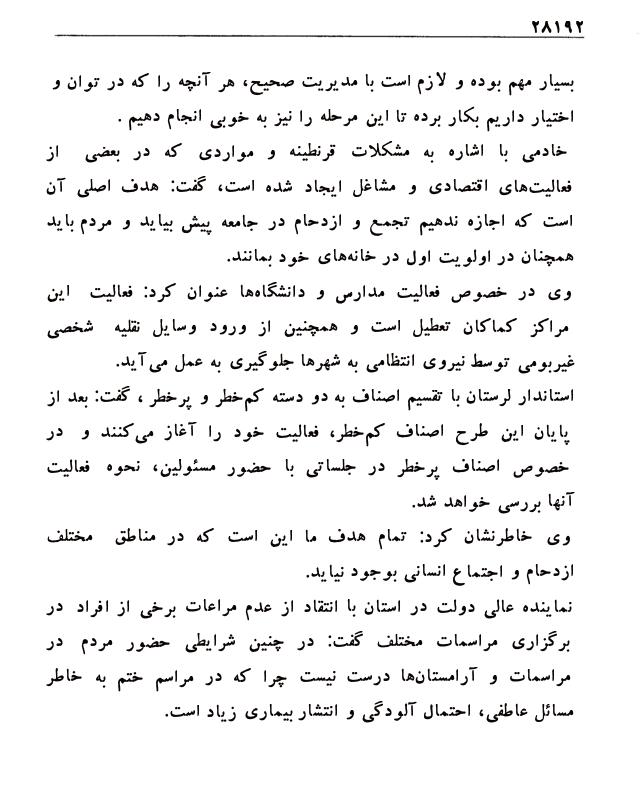 ۲۸۱۹۲
بسیار مهم بوده و لازم است با مدیریت صحیح، هر آنچه را که در توان و
اختیار داریم بکار برده تا این مرحله را نیز به خوبی انجام دهیم .
خادمی با اشاره به مشکلات قرنطینه و مواردی که در بعضی از
فعالیت‌های اقتصادی و مشاغل ایجاد شده است، گفت: هدف اصلی آن
است که اجازه ندهیم تجمع و ازدحام در جامعه پیش بیاید و مردم باید
همچنان در اولویت اول در خانه‌های خود بمانند.
وی در خصوص فعالیت مدارس و دانشگاه‌ها عنوان کرد: فعالیت این
مراکز کماکان تعطیل است و همچنین از ورود وسایل نقلیه شخصی
غیربومی توسط نیروی انتظامی به شهرها جلوگیری به عمل می‌آید.
استاندار لرستان با تقسیم اصناف به دو دسته کم‌خطر و پرخطر ، گفت: بعد از
پایان این طرح اصناف کم‌خطر، فعالیت خود را آغاز می‌کنند و در
خصوص اصناف پرخطر در جلساتی با حضور مسئولین، نحوه فعالیت
آنها بررسی خواهد شد.
وی خاطرنشان کرد: تمام هدف ما این است که در مناطق مختلف
ازدحام و اجتماع انسانی بوجود نیاید.
نماینده عالی دولت در استان با انتقاد از عدم مراعات برخی از افراد در
برگزاری مراسمات مختلف گفت: در چنین شرایطی حضور مردم در
مراسمات و آرامستان‌ها درست نیست چرا که در مراسم ختم به خاطر
مسائل عاطفی، احتمال آلودگی و انتشار بیماری زیاد است.